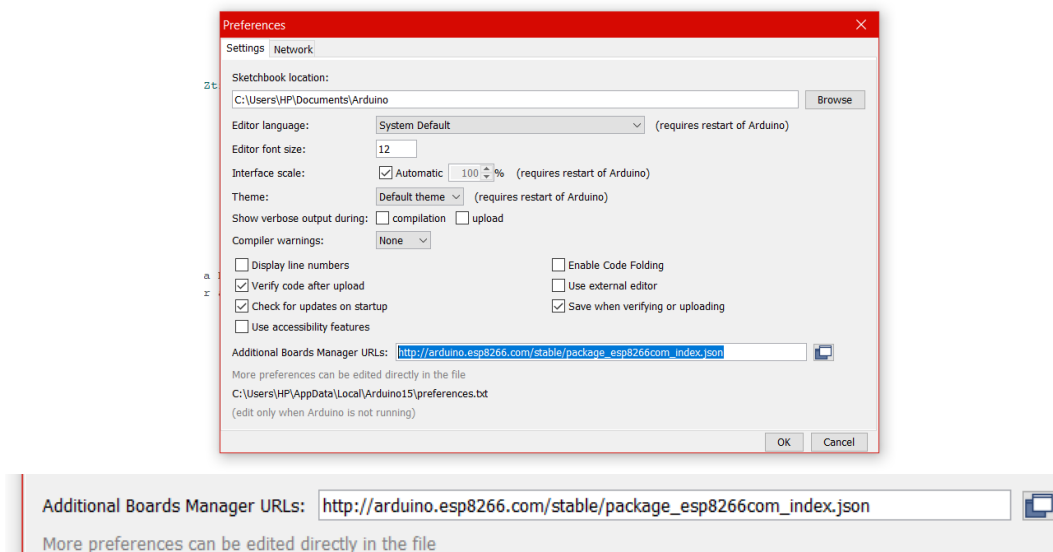 Preferences
Settings Network
Zt
Sketchbook location:
C:\Users\HP\Documents\Arduino Browse
Editor language: System Default (requires restart of Arduino)
Editor font size: 12
Interface scale: Automatic 100 % (requires restart of Arduino)
Theme: Default theme (requires restart of Arduino)
Show verbose output during: compilation upload
Compiler warnings: None
Display line numbers Enable Code Folding
a
Verify code after upload Use external editor
r
Check for updates on startup Save when verifying or uploading
Use accessibility features
Additional Boards Manager URLs: http://arduino.esp8266.com/stable/package_esp8266com_index.json
More preferences can be edited directly in the file
C:\Users\HP\AppData\Local\Arduino15\preferences.txt
(edit only when Arduino is not running)
OK Cancel
Additional Boards Manager URLs: http://arduino.esp8266.com/stable/package_esp8266com_index.json
More preferences can be edited directly in the file